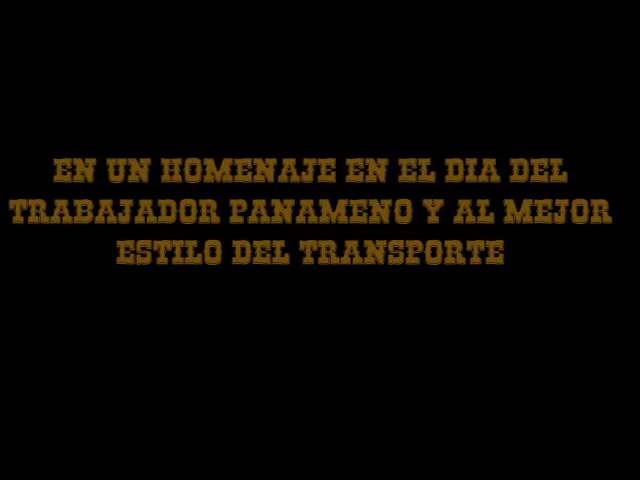 EN UN HOMENAJE EN EL DIA DEL
TRABAJADOR PANAMENO Y AL MEJOR
ESTILO DEL TRANSPORTE